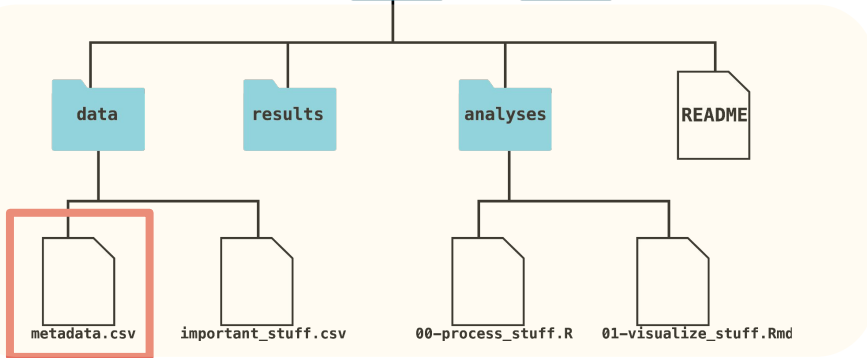 data
results
analyses
README
metadata.csv
important_stuff.csv
00-process_stuff.R
01-visualize_stuff.Rmd